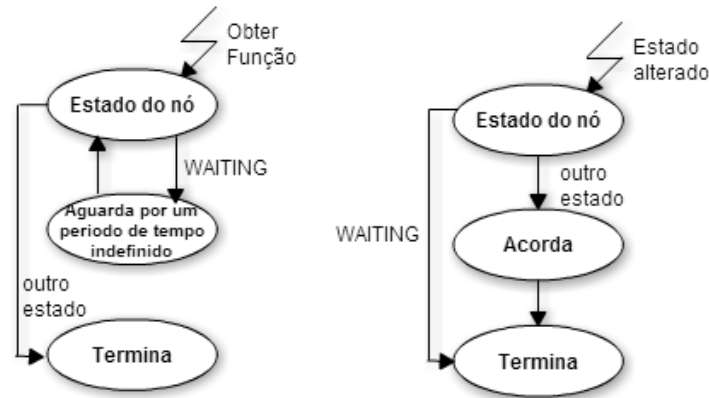 Obter
Função
Estado do nó
WAITING
Aguarda por um
periodo de tempo
indefinido
outro
estado
Termina
Estado
alterado
Estado do nó
outro
estado
WAITING
Acorda
Termina